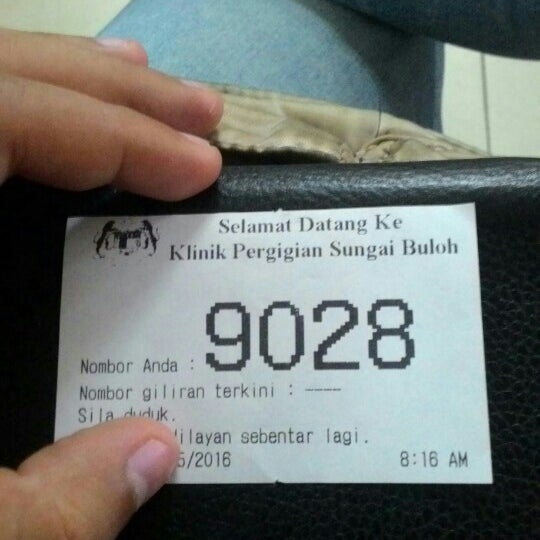 Selamat Datang Ke
Klinik Pergigian Sungai Buloh
Nombor Anda : 9028
Nombor giliran terkini : ----
Sila duduk.
dilayan sebentar lagi.
5/2016 8:16 AM